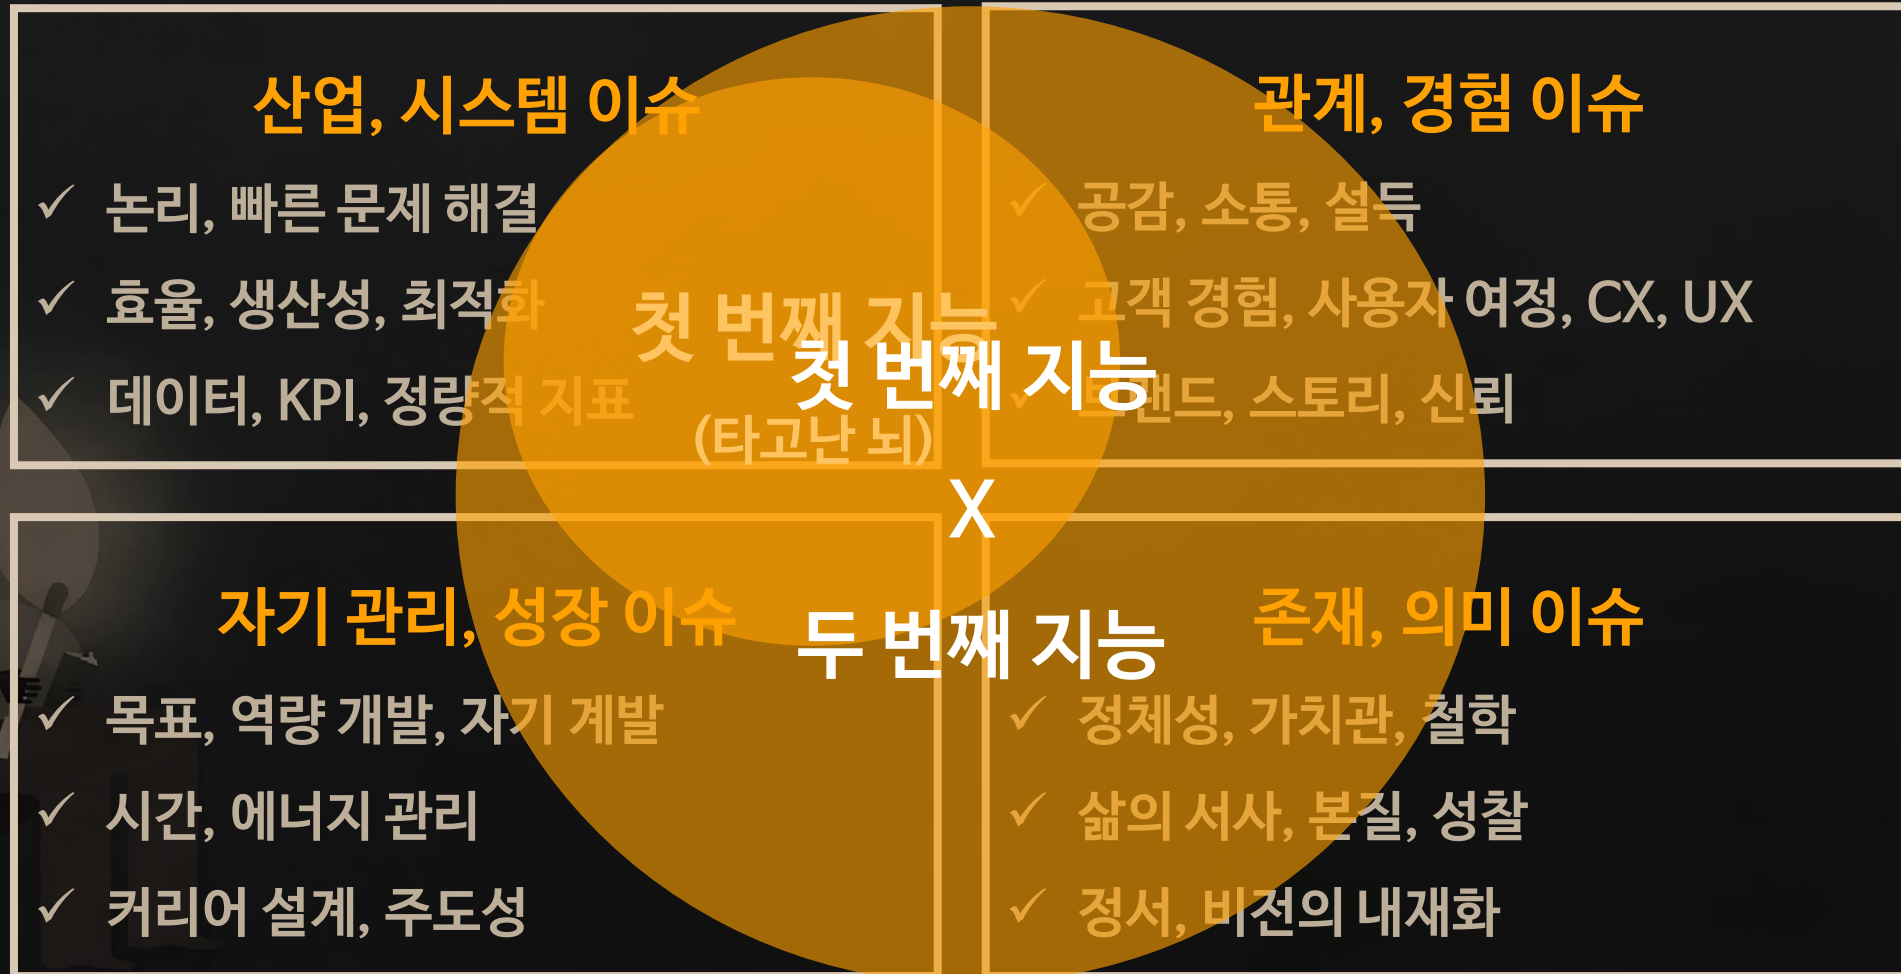 산업, 시스템 이슈
✓ 논리, 빠른 문제 해결
✓ 효율, 생산성, 최적화
✓ 데이터, KPI, 정량적 지표
관계, 경험 이슈
✓ 공감, 소통, 설득
✓ 고객 경험, 사용자 여정, CX, UX
✓ 브랜드, 스토리, 신뢰
첫 번째 지능
(타고난 뇌)
첫 번째 지능
X
두 번째 지능
자기 관리, 성장 이슈
✓ 목표, 역량 개발, 자기 계발
✓ 시간, 에너지 관리
✓ 커리어 설계, 주도성
존재, 의미 이슈
✓ 정체성, 가치관, 철학
✓ 삶의 서사, 본질, 성찰
✓ 정서, 비전의 내재화